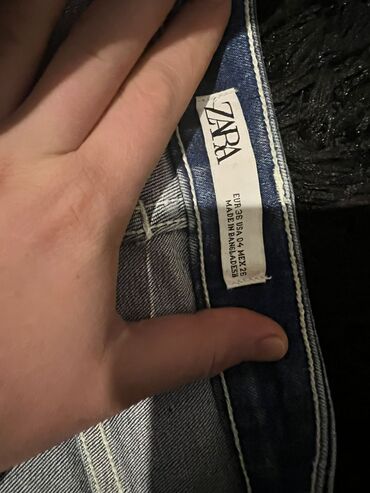 ZARA
EUR 36 USA 04 MEX 26
MADE IN BANGLADESH